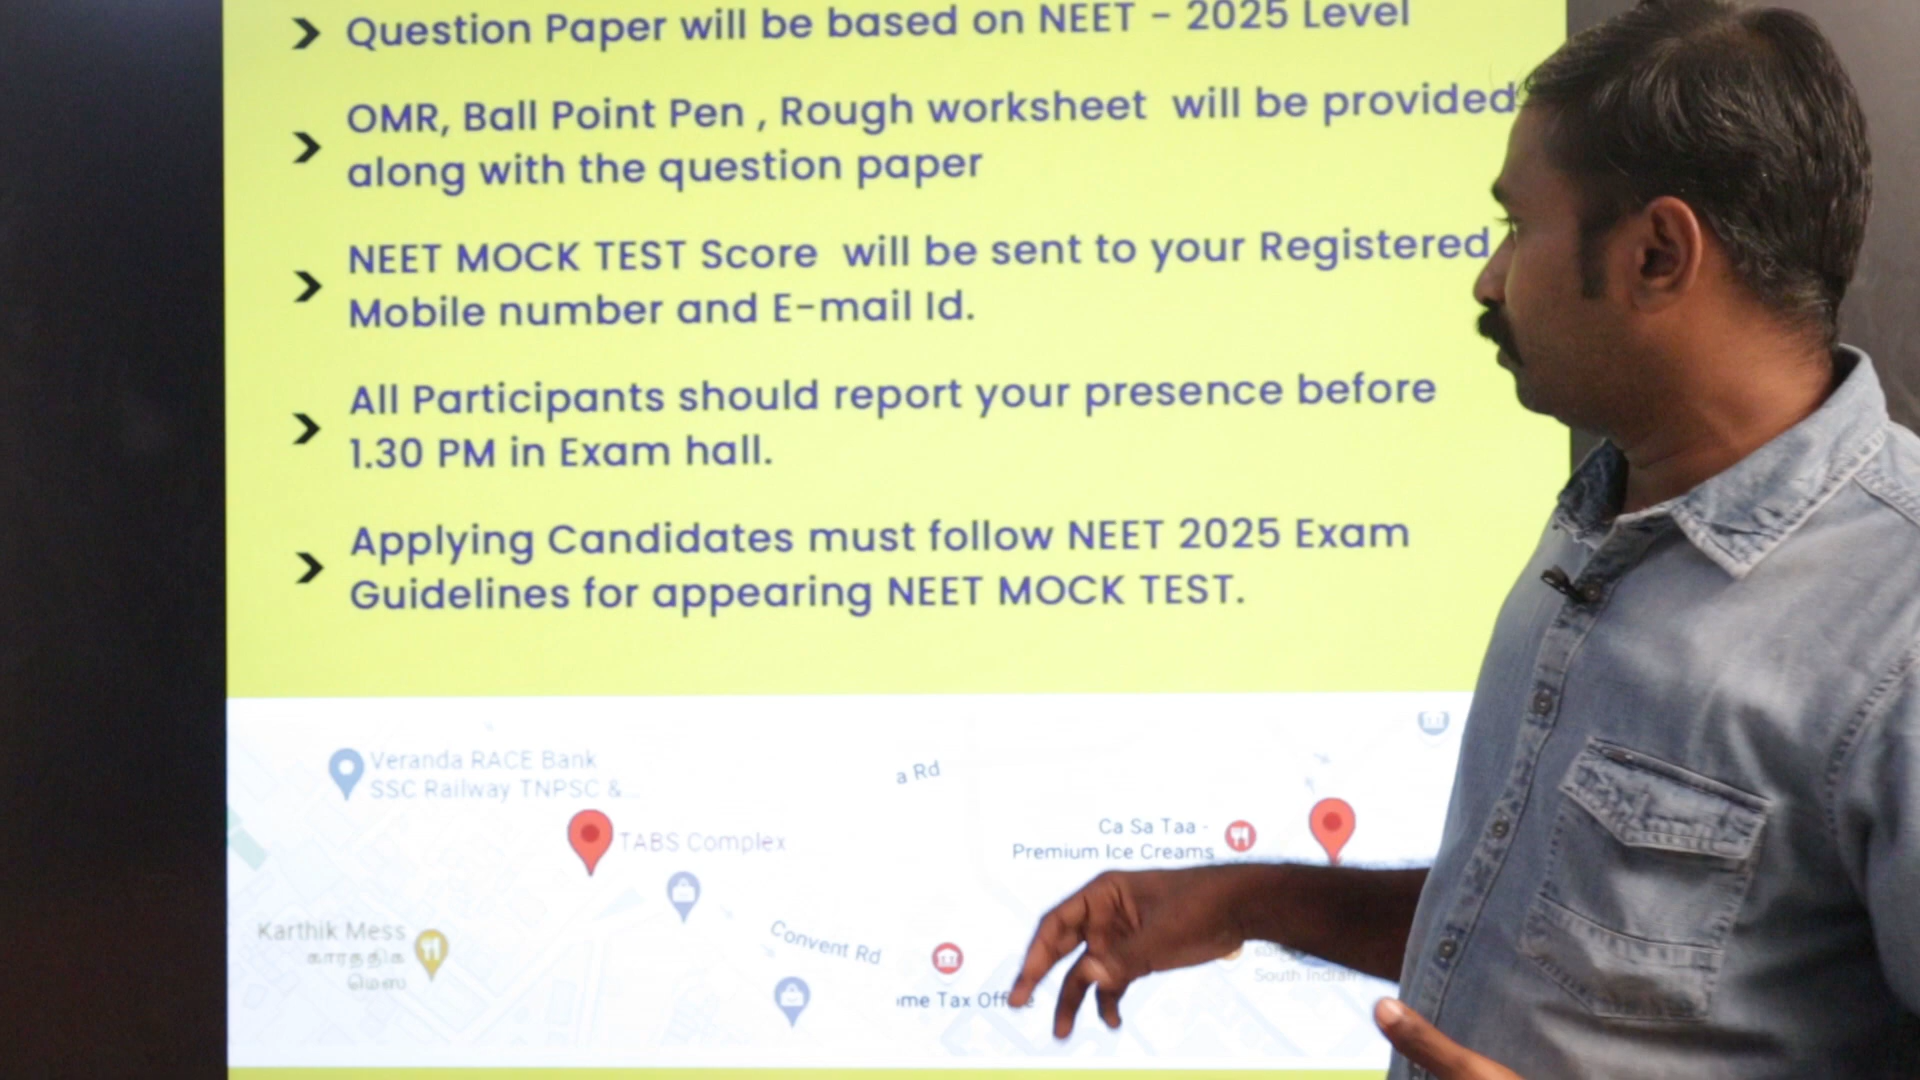 Question Paper will be based on NEET - 2025 Level
OMR, Ball Point Pen , Rough worksheet will be provided
along with the question paper
NEET MOCK TEST Score will be sent to your Registered
Mobile number and E-mail Id.
All Participants should report your presence before
1.30 PM in Exam hall.
Applying Candidates must follow NEET 2025 Exam
Guidelines for appearing NEET MOCK TEST.
Veranda RACE Bank
SSC Railway TNPSC &...
a Rd
TABS Complex
Ca Sa Taa -
Premium Ice Creams
Karthik Mess
கார்த்திக்
மெஸ்
Convent Rd
ome Tax Office
South Indian